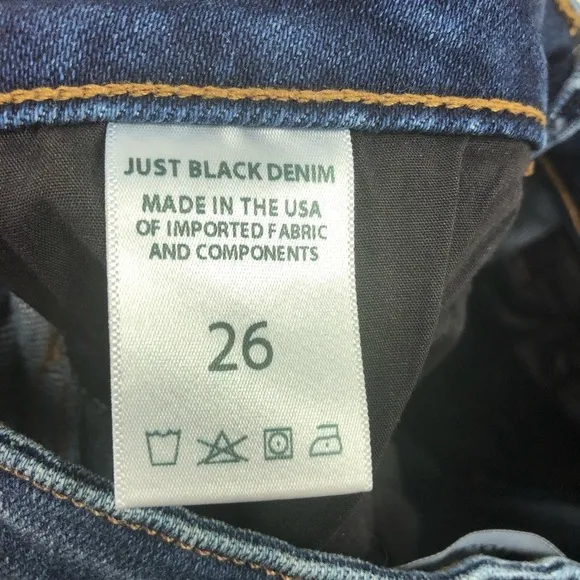 JUST BLACK DENIM
MADE IN THE USA
OF IMPORTED FABRIC
AND COMPONENTS
26